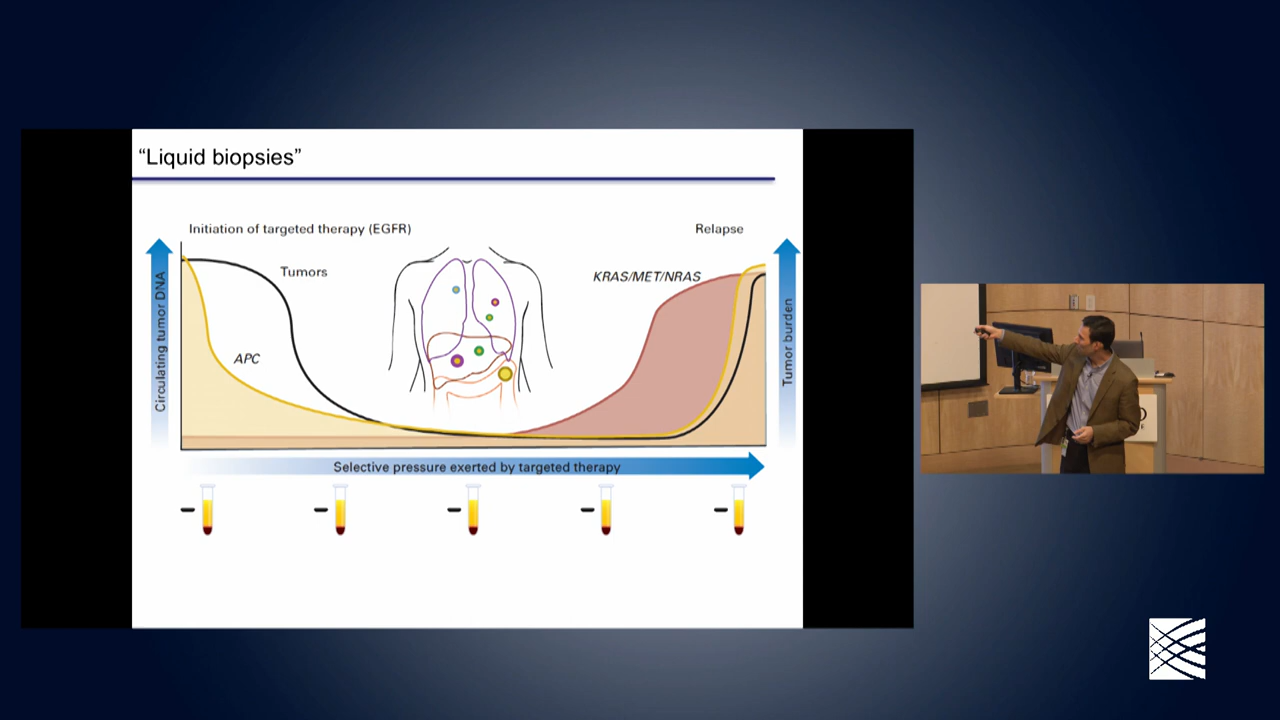 “Liquid biopsies”
Initiation of targeted therapy (EGFR)
Relapse
Tumors
KRAS/MET/NRAS
APC
Circulating tumor DNA
Tumor burden
Selective pressure exerted by targeted therapy